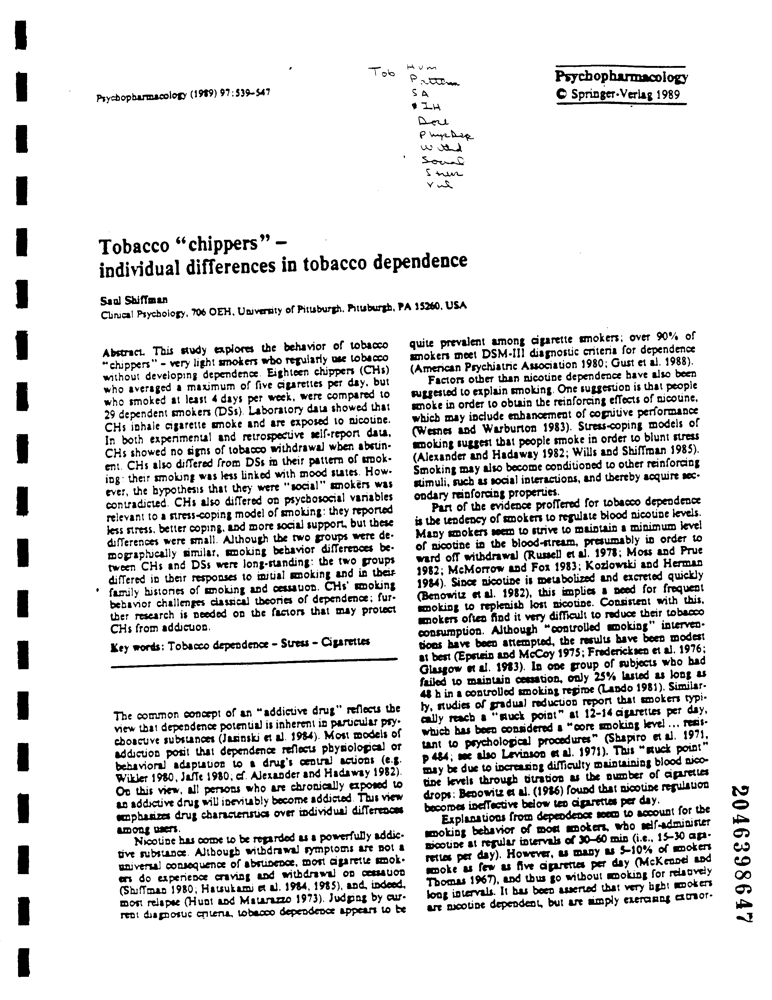 Tob Hum
Pattern
SA
IH
Dose
PhysDep
Withd
Social
Psychopharmacology (1989) 97:539–547
Psychopharmacology
© Springer-Verlag 1989
Tobacco “chippers” –
individual differences in tobacco dependence
Saul Shiffman
Clinical Psychology, 706 OEH, University of Pittsburgh, Pittsburgh, PA 15260, USA
Abstract. This study explores the behavior of tobacco
“chippers” – very light smokers who regularly use tobacco
without developing dependence. Eighteen chippers (CHs)
who averaged a maximum of five cigarettes per day, but
who smoked at least 4 days per week, were compared to
29 dependent smokers (DSs). Laboratory data showed that
CHs inhale cigarette smoke and are exposed to nicotine.
In both experimental and retrospective self-report data,
CHs showed no signs of tobacco withdrawal when abstin-
ent. CHs also differed from DSs in their pattern of smok-
ing: their smoking was less linked with mood states. How-
ever, the hypothesis that they were “social” smokers was
contradicted. CHs also differed on psychosocial variables
relevant to a stress-coping model of smoking: they reported
less stress, better coping, and more social support, but these
differences were small. Although the two groups were de-
mographically similar, smoking behavior differences be-
tween CHs and DSs were long-standing: the two groups
differed in their responses to initial smoking and in their
family histories of smoking and cessation. CHs' smoking
behavior challenges classical theories of dependence; fur-
ther research is needed on the factors that may protect
CHs from addiction.
Key words: Tobacco dependence – Stress – Cigarettes
The common concept of an “addictive drug” reflects the
view that dependence potential is inherent in particular psy-
choactive substances (Jasinski et al. 1984). Most models of
addiction posit that dependence reflects physiological or
behavioral adaptation to a drug's central actions (e.g.
Wikler 1980, Jaffe 1980, cf. Alexander and Hadaway 1982).
On this view, all persons who are chronically exposed to
an addictive drug will inevitably become addicted. This view
emphasizes drug characteristics over individual differences
among users.
Nicotine has come to be regarded as a powerfully addic-
tive substance. Although withdrawal symptoms are not a
universal consequence of abstinence, most cigarette smok-
ers do experience craving and withdrawal on cessation
(Shiffman 1980, Hatsukami et al. 1984, 1985), and, indeed,
most relapse (Hunt and Matarazzo 1973). Judging by cur-
rent diagnostic criteria, tobacco dependence appears to be
quite prevalent among cigarette smokers; over 90% of
smokers meet DSM-III diagnostic criteria for dependence
(American Psychiatric Association 1980; Gust et al. 1988).
Factors other than nicotine dependence have also been
suggested to explain smoking. One suggestion is that people
smoke in order to obtain the reinforcing effects of nicotine,
which may include enhancement of cognitive performance
(Wesnes and Warburton 1983). Stress-coping models of
smoking suggest that people smoke in order to blunt stress
(Alexander and Hadaway 1982; Wills and Shiffman 1985).
Smoking may also become conditioned to other reinforcing
stimuli, such as social interactions, and thereby acquire sec-
ondary reinforcing properties.
Part of the evidence proffered for tobacco dependence
is the tendency of smokers to regulate blood nicotine levels.
Many smokers seem to strive to maintain a minimum level
of nicotine in the blood-stream, presumably in order to
ward off withdrawal (Russell et al. 1978; Moss and Prue
1982; McMorrow and Fox 1983; Kozlowski and Herman
1984). Since nicotine is metabolized and excreted quickly
(Benowitz et al. 1982), this implies a need for frequent
smoking to replenish lost nicotine. Consistent with this,
smokers often find it very difficult to reduce their tobacco
consumption. Although “controlled smoking” interven-
tions have been attempted, the results have been modest
at best (Epstein and McCoy 1975; Fredericksen et al. 1976;
Glasgow et al. 1983). In one group of subjects who had
failed to maintain cessation, only 25% lasted as long as
48 h in a controlled smoking regime (Lando 1981). Similar-
ly, studies of gradual reduction report that smokers typi-
cally reach a “stuck point” at 12–14 cigarettes per day,
which has been considered a “core smoking level ... resis-
tant to psychological procedures” (Shapiro et al. 1971,
p 484; see also Levinson et al. 1971). This “stuck point”
may be due to increasing difficulty maintaining blood nico-
tine levels through titration as the number of cigarettes
drops: Benowitz et al. (1986) found that nicotine regulation
becomes ineffective below ten cigarettes per day.
Explanations from dependence seem to account for the
smoking behavior of most smokers, who self-administer
nicotine at regular intervals of 30–60 min (i.e., 15–30 ciga-
rettes per day). However, as many as 5–10% of smokers
smoke as few as five cigarettes per day (McKennel and
Thomas 1967), and thus go without smoking for relatively
long intervals. It has been asserted that very light smokers
are nicotine dependent, but are simply exercising extraor-
2046398647